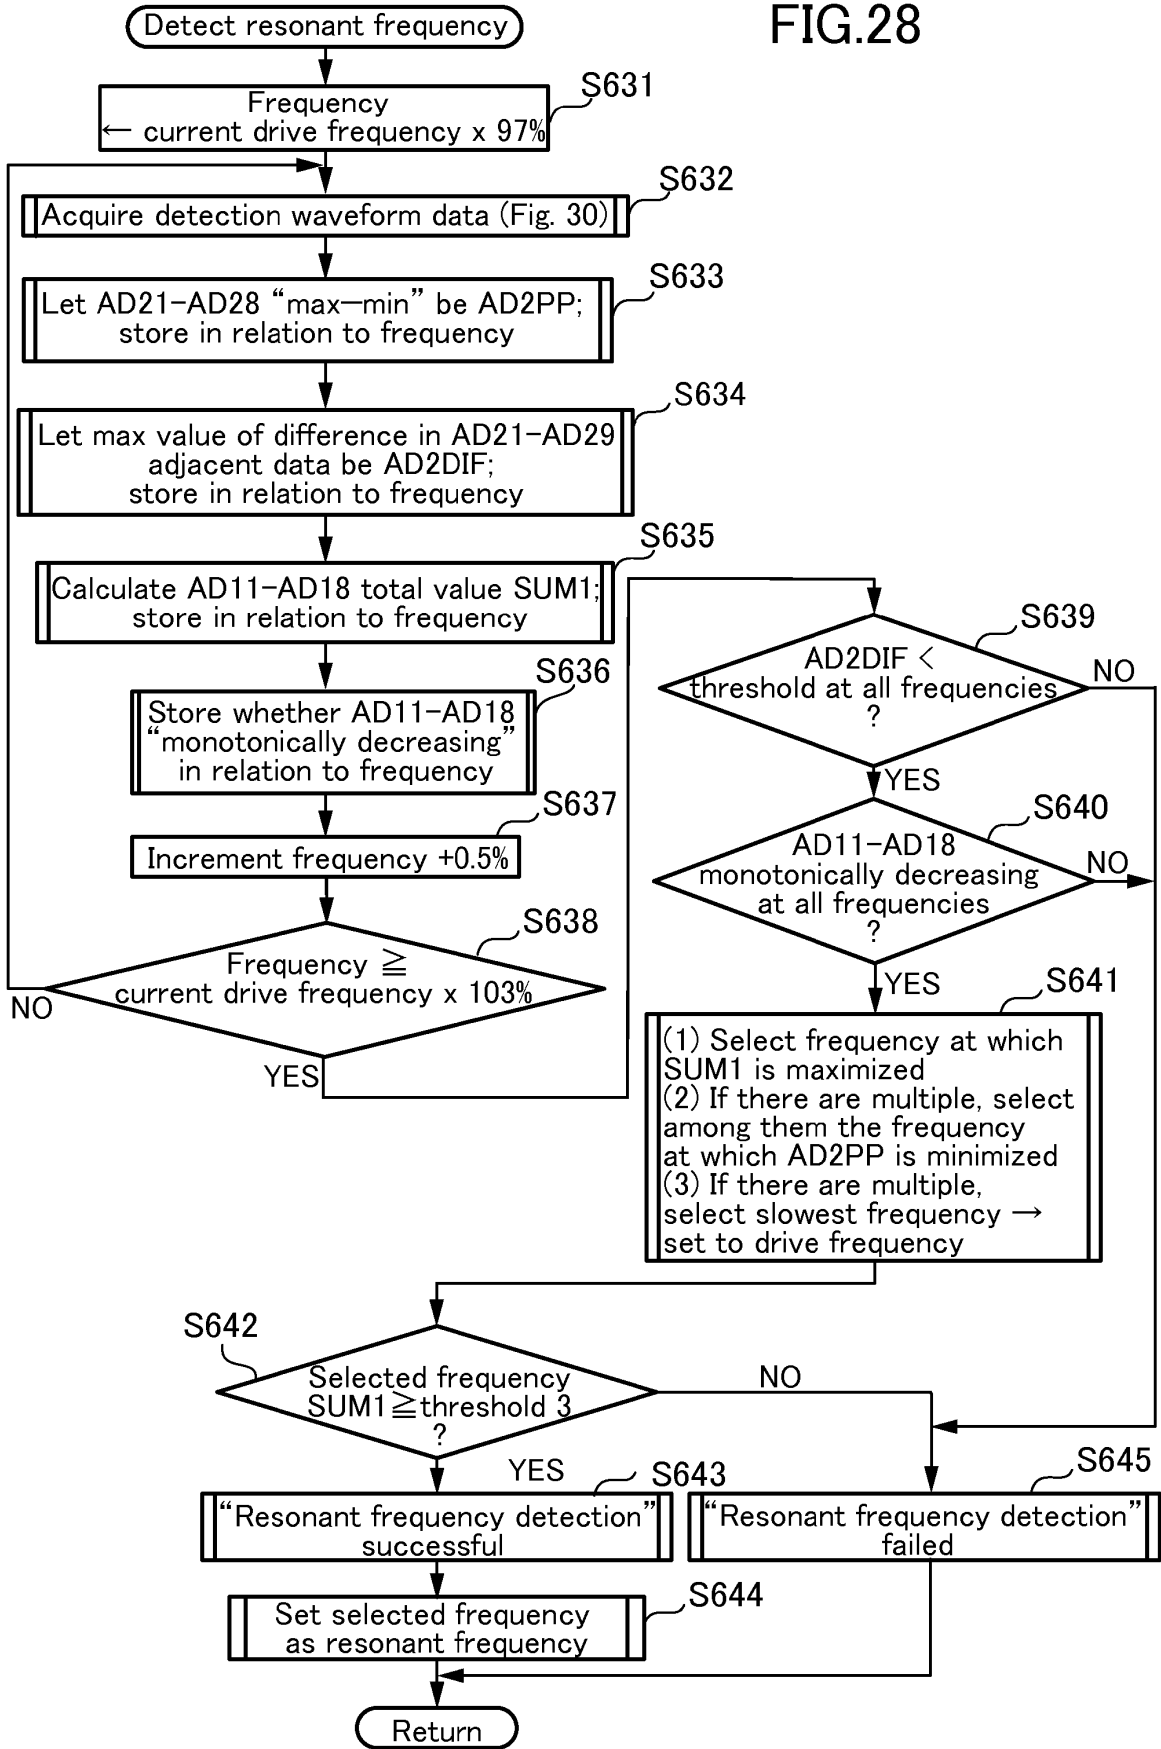 FIG.28
Detect resonant frequency
S631
Frequency
← current drive frequency x 97%
S632
Acquire detection waveform data (Fig. 30)
S633
Let AD21-AD28 “max-min” be AD2PP;
store in relation to frequency
S634
Let max value of difference in AD21-AD29
adjacent data be AD2DIF;
store in relation to frequency
S635
Calculate AD11-AD18 total value SUM1;
store in relation to frequency
S636
Store whether AD11-AD18
“monotonically decreasing”
in relation to frequency
S637
Increment frequency +0.5%
S638
Frequency ≧
current drive frequency x 103%
NO
YES
S639
AD2DIF <
threshold at all frequencies
?
NO
YES
S640
AD11-AD18
monotonically decreasing
at all frequencies
?
NO
YES
S641
(1) Select frequency at which
SUM1 is maximized
(2) If there are multiple, select
among them the frequency
at which AD2PP is minimized
(3) If there are multiple,
select slowest frequency →
set to drive frequency
S642
Selected frequency
SUM1≧threshold 3
?
NO
YES
S643
“Resonant frequency detection”
successful
S645
“Resonant frequency detection”
failed
S644
Set selected frequency
as resonant frequency
Return